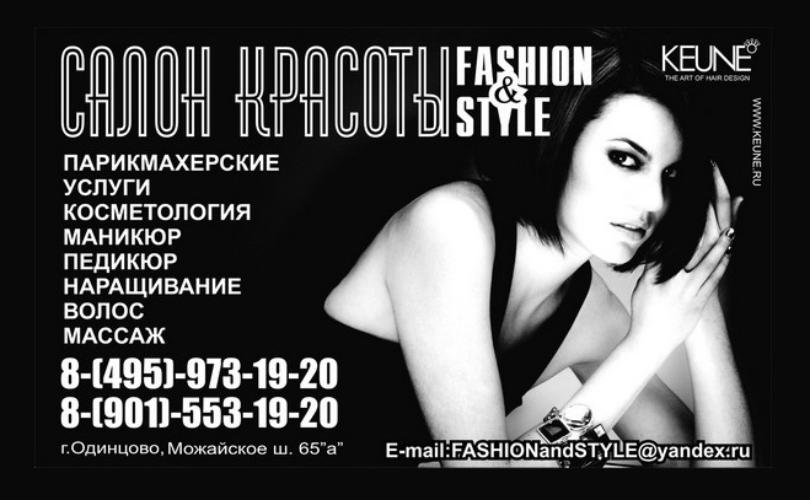 САЛОН КРАСОТЫ
FASHION
&
STYLE
KEUNE
THE ART OF HAIR DESIGN
WWW.KEUNE.RU
ПАРИКМАХЕРСКИЕ
УСЛУГИ
КОСМЕТОЛОГИЯ
МАНИКЮР
ПЕДИКЮР
НАРАЩИВАНИЕ
ВОЛОС
МАССАЖ
8-(495)-973-19-20
8-(901)-553-19-20
г.Одинцово, Можайское ш. 65"а"
E-mail:FASHIONandSTYLE@yandex.ru